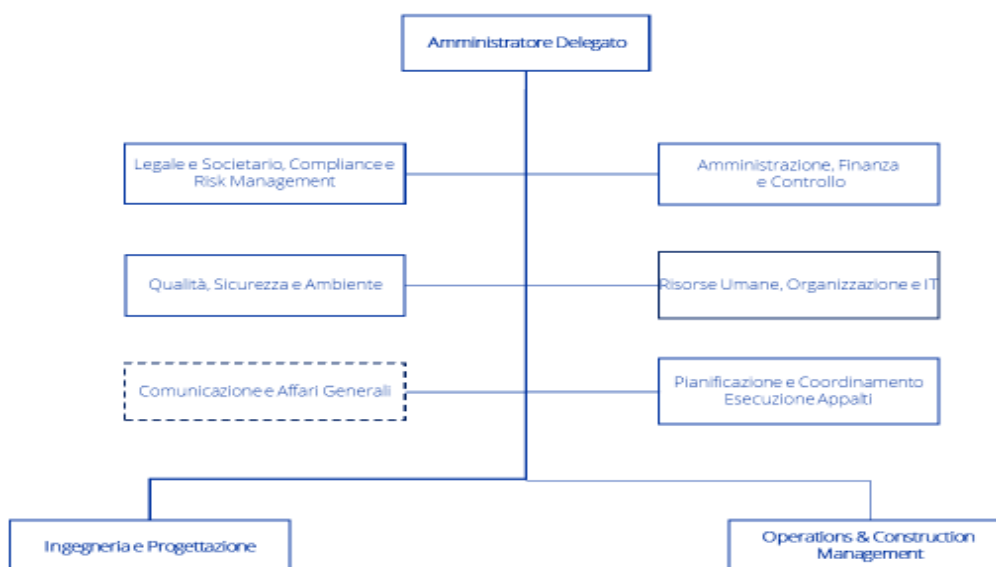 Amministratore Delegato
Legale e Societario, Compliance e
Risk Management
Amministrazione, Finanza
e Controllo
Qualità, Sicurezza e Ambiente
Risorse Umane, Organizzazione e IT
Comunicazione e Affari Generali
Pianificazione e Coordinamento
Esecuzione Appalti
Ingegneria e Progettazione
Operations & Construction
Management